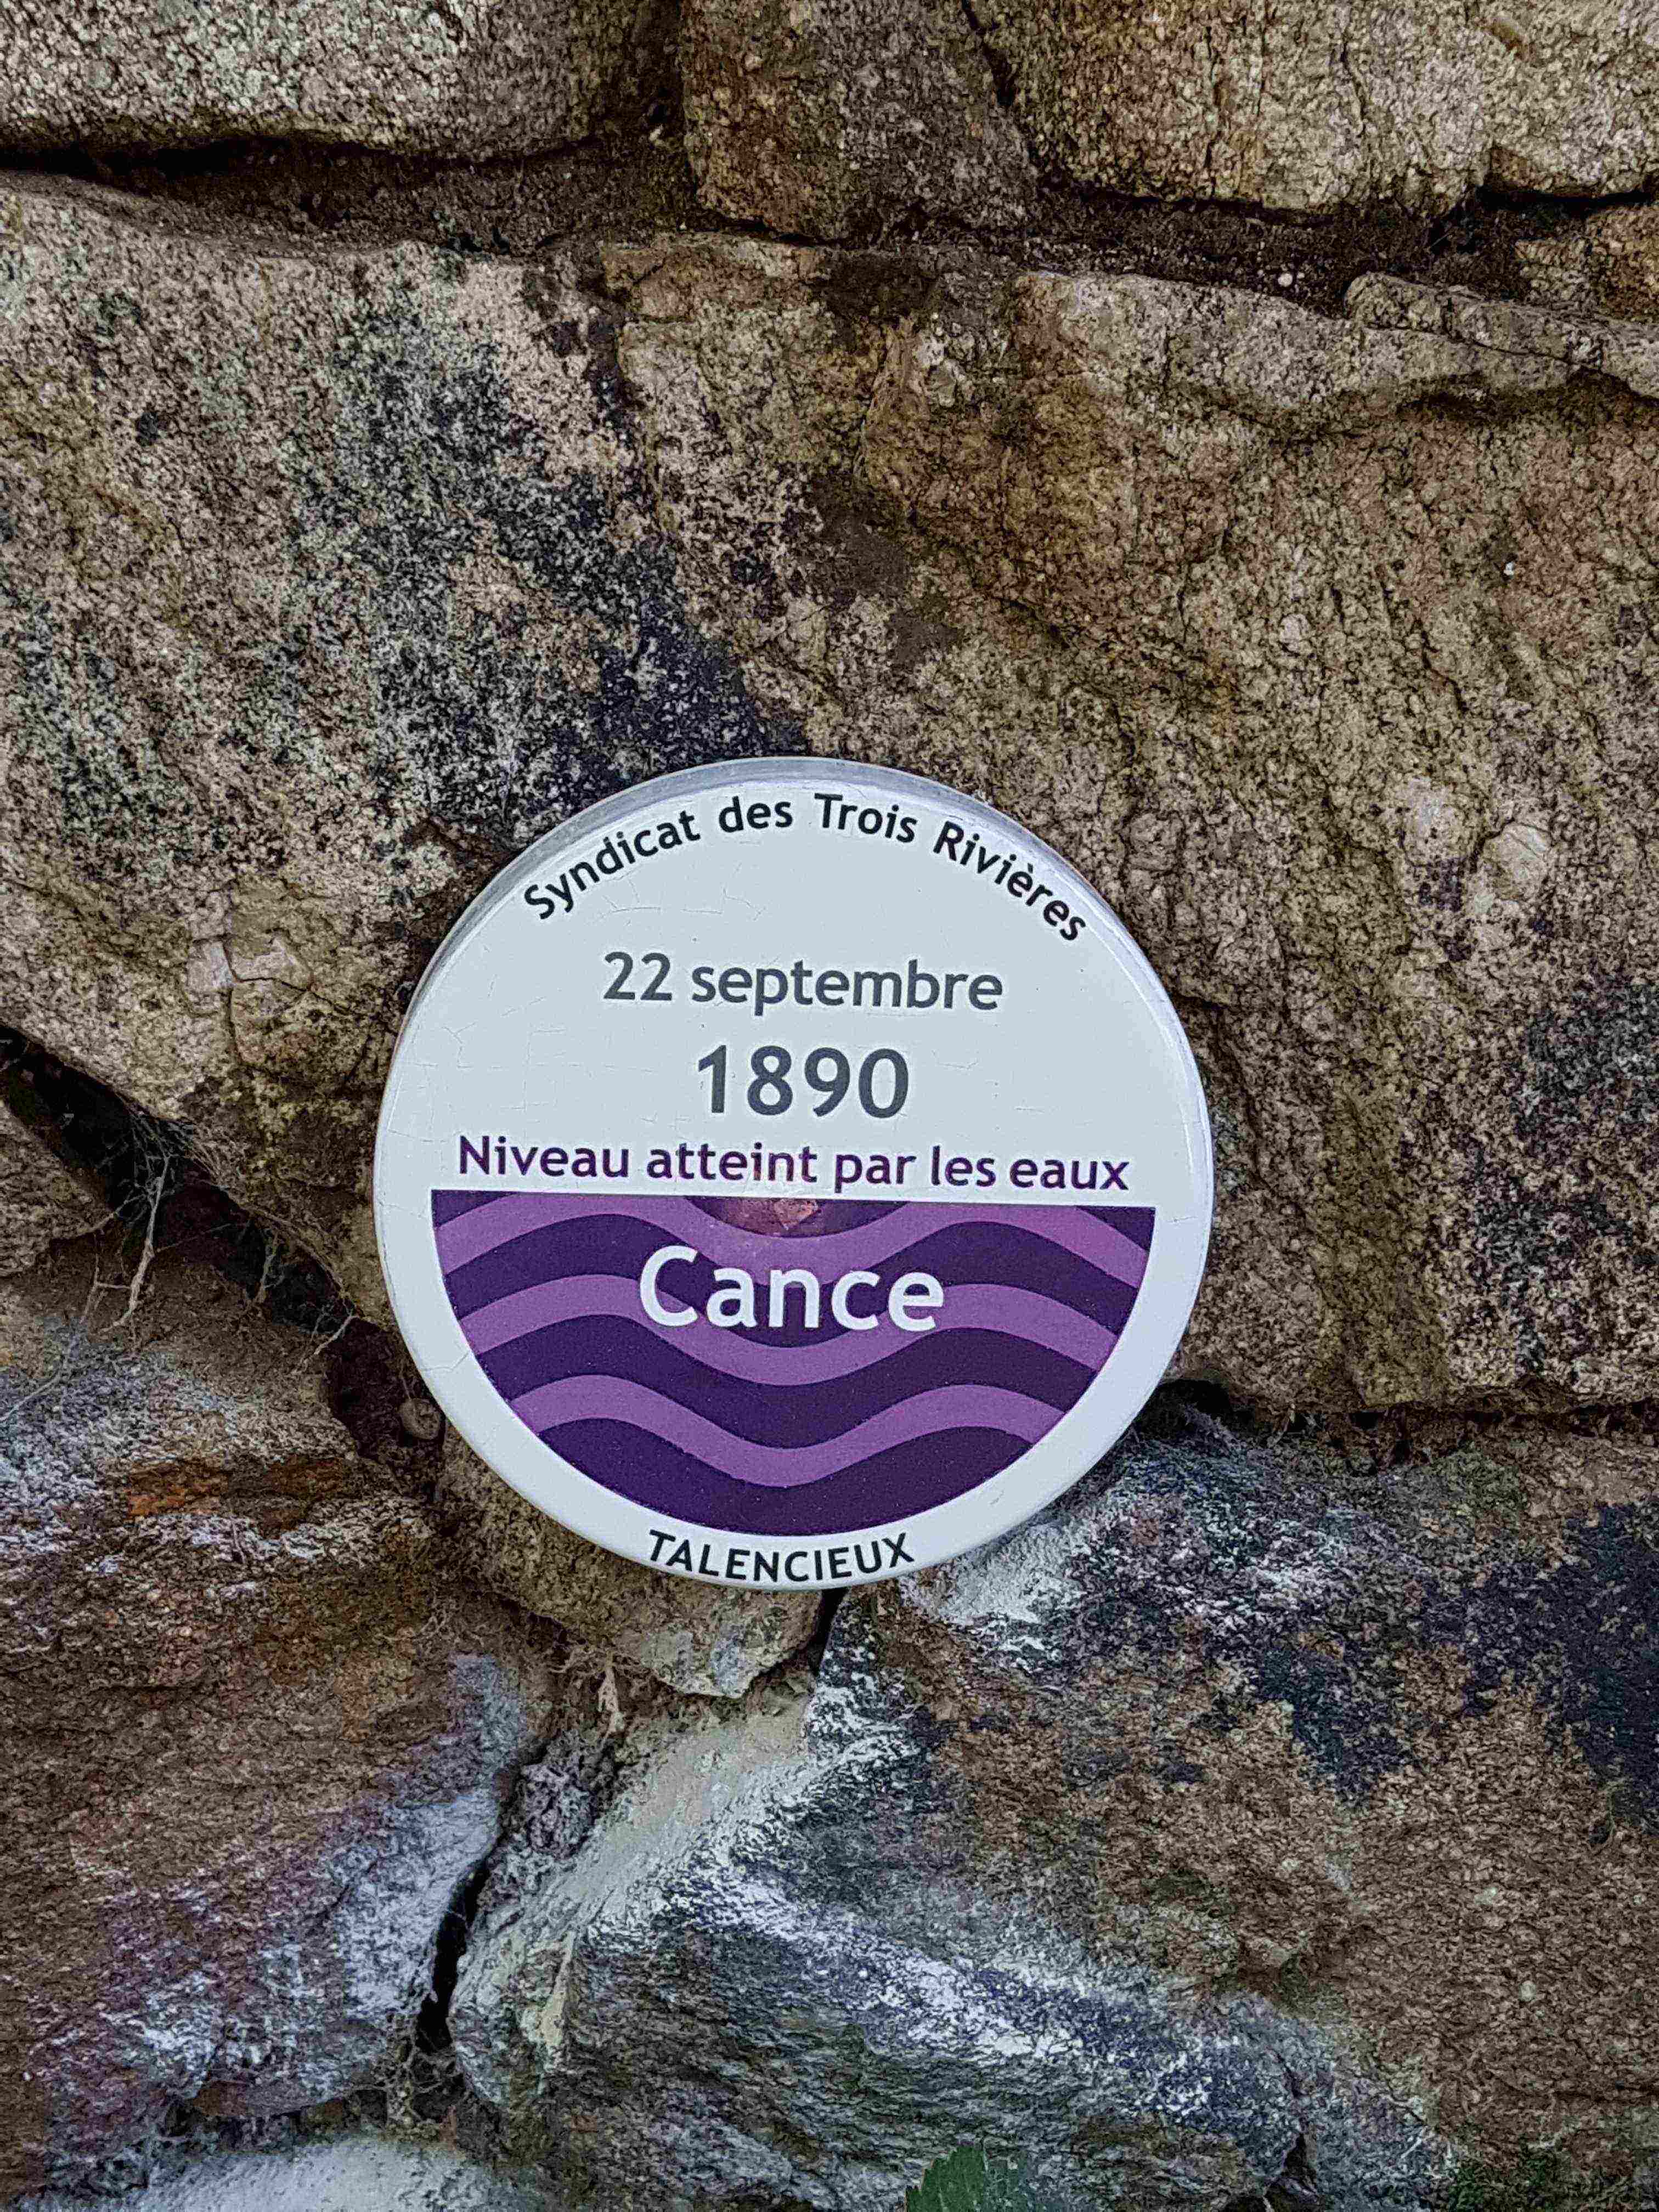 Syndicat des Trois Rivières
22 septembre
1890
Niveau atteint par les eaux
Cance
TALENCIEUX